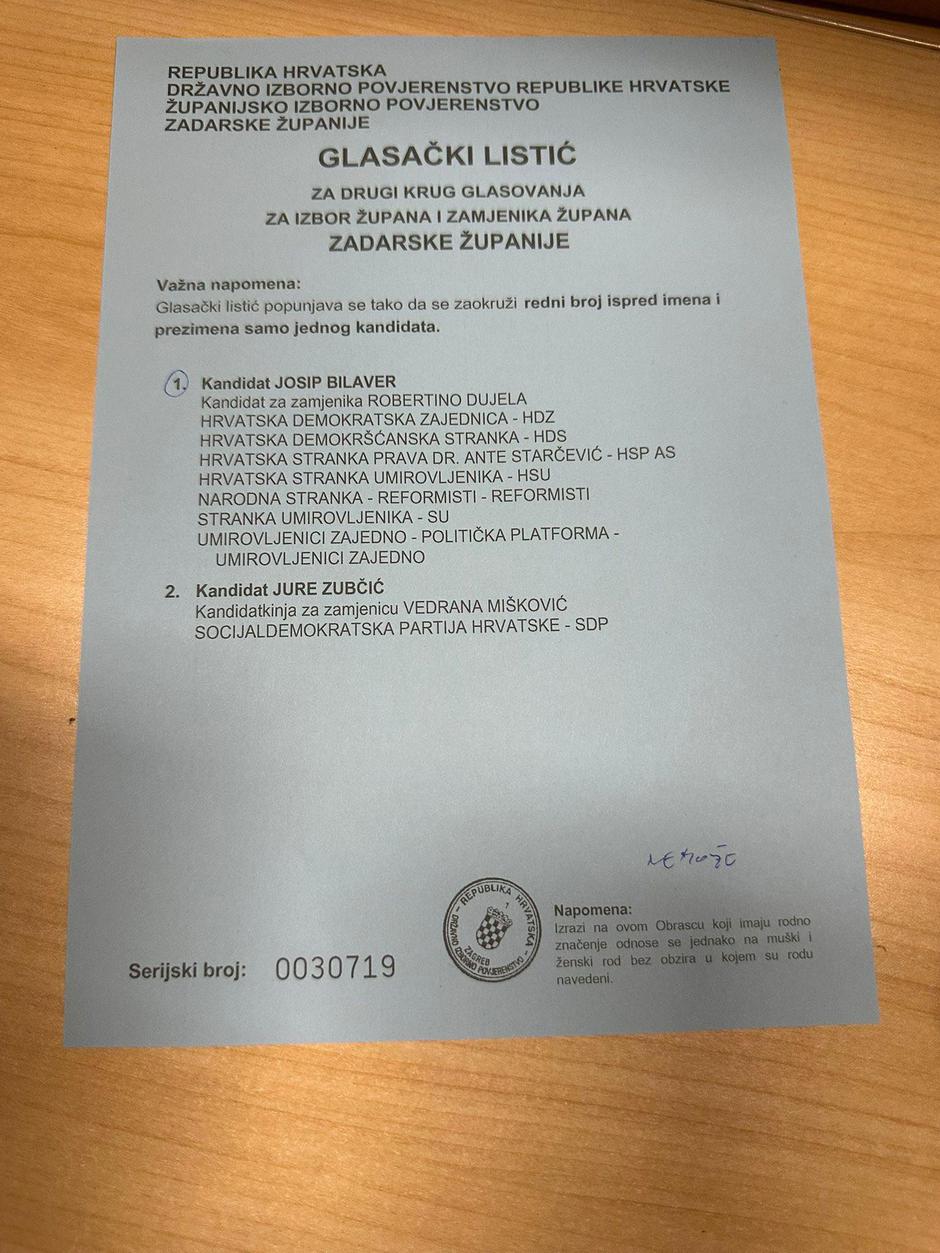 REPUBLIKA HRVATSKA
DRŽAVNO IZBORNO POVJERENSTVO REPUBLIKE HRVATSKE
ŽUPANIJSKO IZBORNO POVJERENSTVO
ZADARSKE ŽUPANIJE
GLASAČKI LISTIĆ
ZA DRUGI KRUG GLASOVANJA
ZA IZBOR ŽUPANA I ZAMJENIKA ŽUPANA
ZADARSKE ŽUPANIJE
Važna napomena:
Glasački listić popunjava se tako da se zaokruži redni broj ispred imena i
prezimena samo jednog kandidata.
1. Kandidat JOSIP BILAVER
Kandidat za zamjenika ROBERTINO DUJELA
HRVATSKA DEMOKRATSKA ZAJEDNICA - HDZ
HRVATSKA DEMOKRŠĆANSKA STRANKA - HDS
HRVATSKA STRANKA PRAVA DR. ANTE STARČEVIĆ - HSP AS
HRVATSKA STRANKA UMIROVLJENIKA - HSU
NARODNA STRANKA - REFORMISTI - REFORMISTI
STRANKA UMIROVLJENIKA - SU
UMIROVLJENICI ZAJEDNO - POLITIČKA PLATFORMA -
UMIROVLJENICI ZAJEDNO
2. Kandidat JURE ZUBČIĆ
Kandidatkinja za zamjenicu VEDRANA MIŠKOVIĆ
SOCIJALDEMOKRATSKA PARTIJA HRVATSKE - SDP
NEMOŽE
Serijski broj: 0030719
REPUBLIKA HRVATSKA
1
ZAGREB
DRŽAVNO IZBORNO POVJERENSTVO
Napomena:
Izrazi na ovom Obrascu koji imaju rodno
značenje odnose se jednako na muški i
ženski rod bez obzira u kojem su rodu
navedeni.